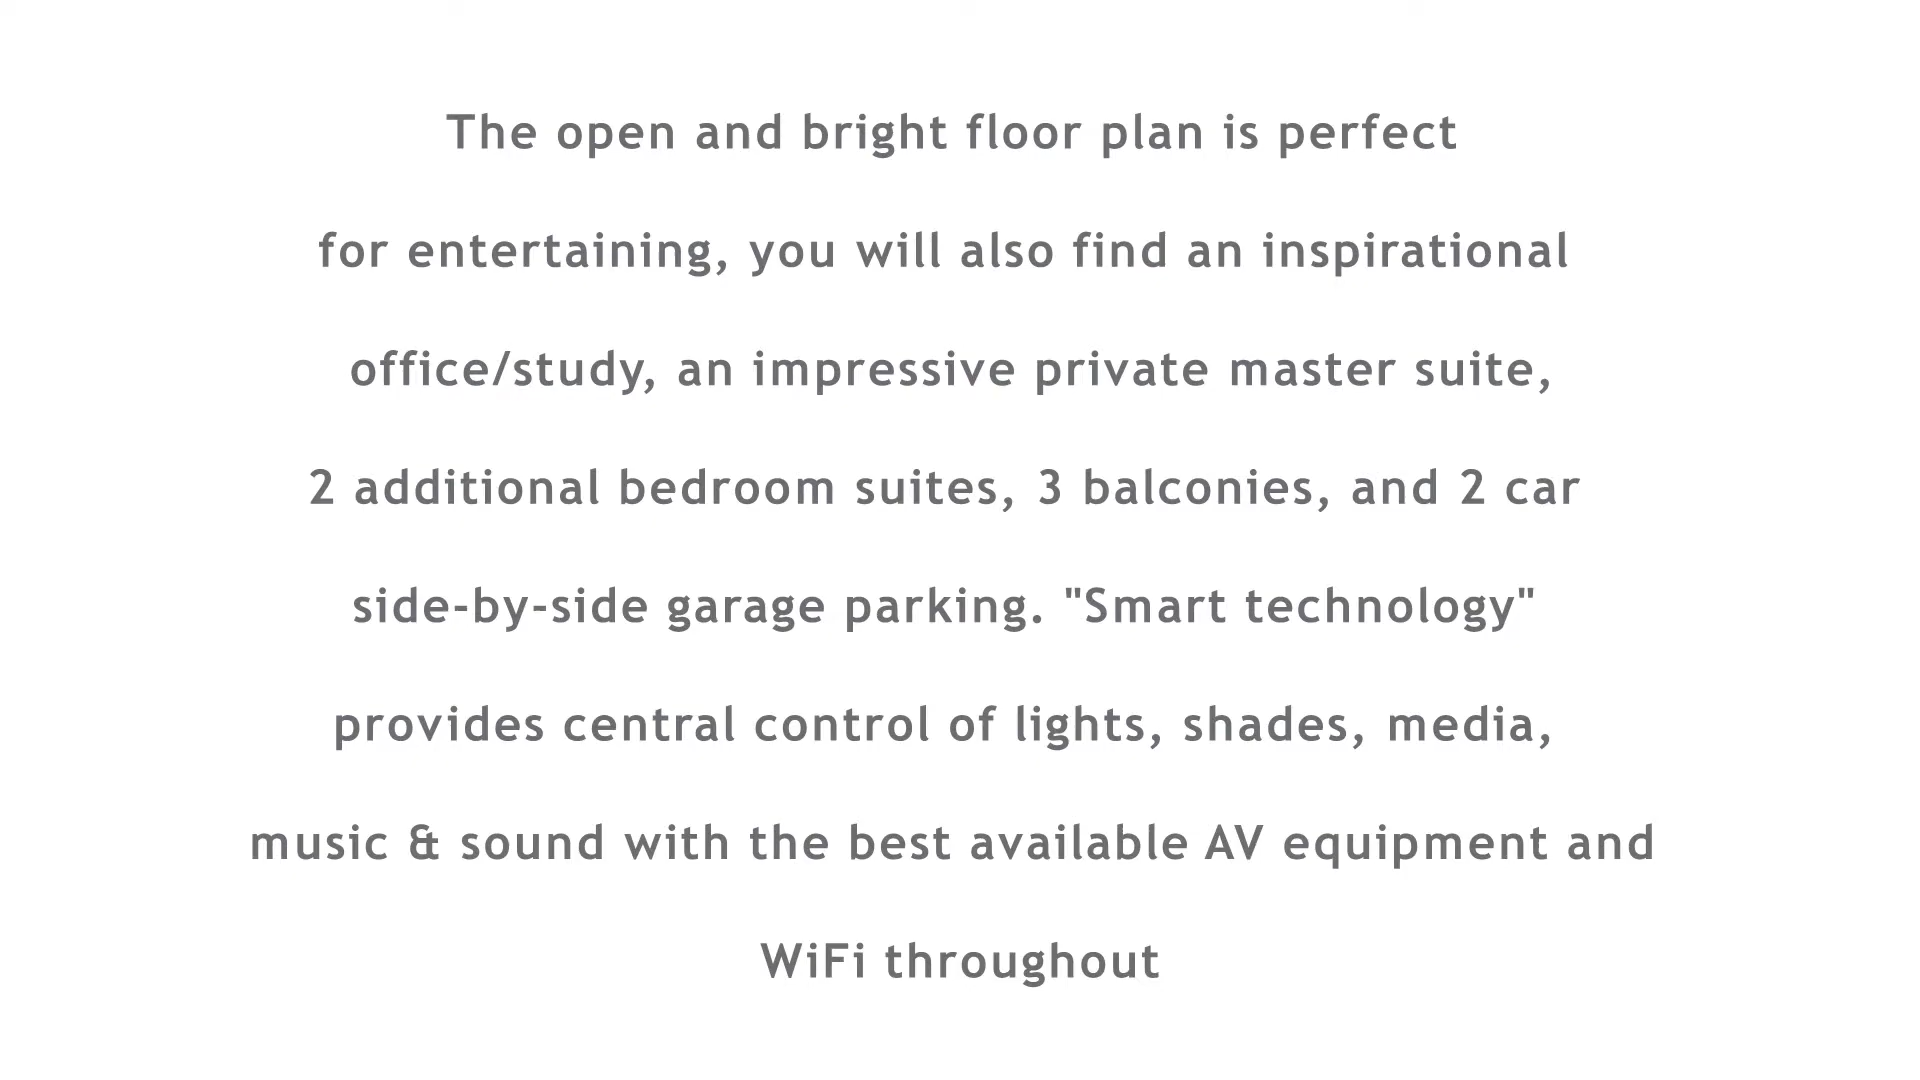 The open and bright floor plan is perfect
for entertaining, you will also find an inspirational
office/study, an impressive private master suite,
2 additional bedroom suites, 3 balconies, and 2 car
side-by-side garage parking. "Smart technology"
provides central control of lights, shades, media,
music & sound with the best available AV equipment and
WiFi throughout